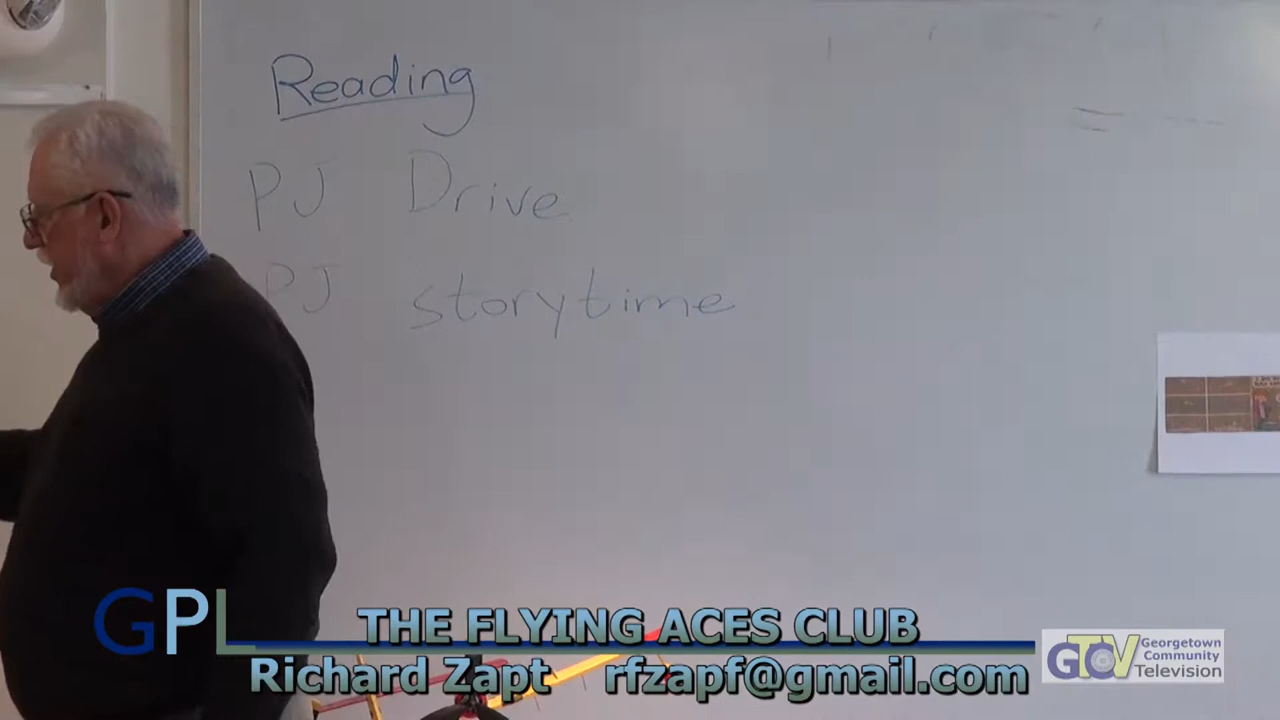 Reading
PJ Drive
PJ storytime
GPL
THE FLYING ACES CLUB
Richard Zapt rfzapf@gmail.com
GCTV Georgetown
Community
Television